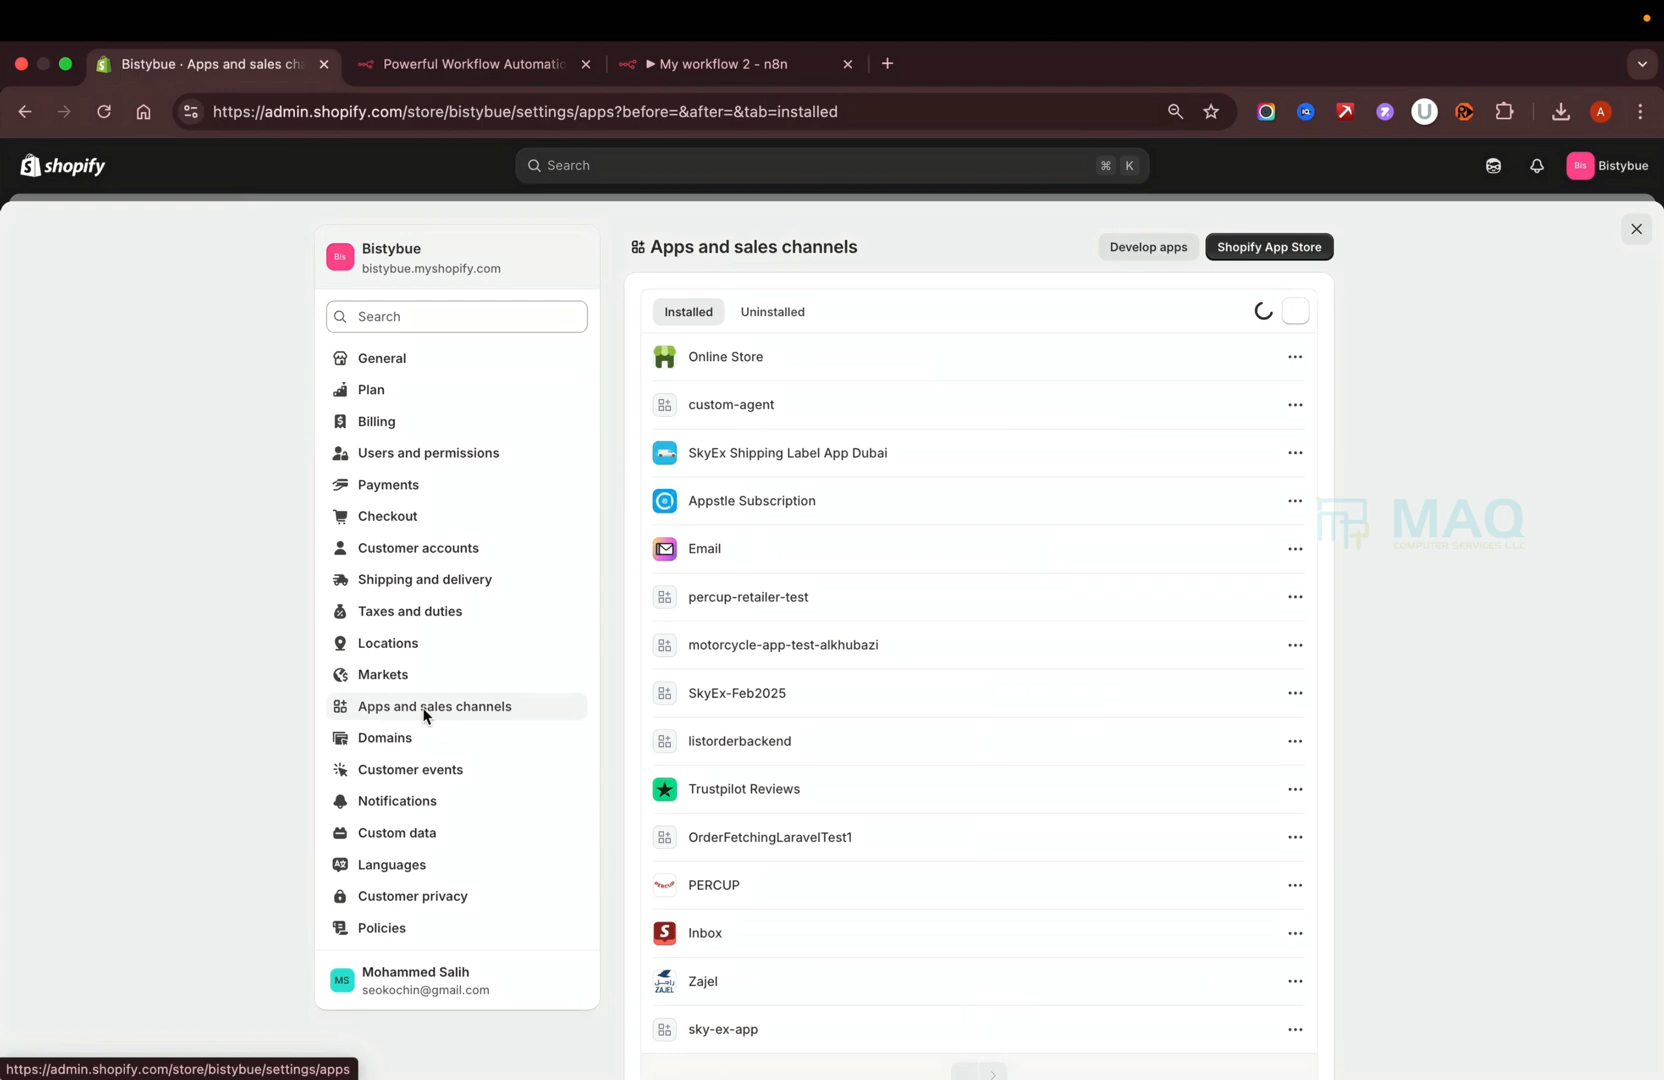 Bistybue · Apps and sales ch
Powerful Workflow Automatio
▶ My workflow 2 - n8n
https://admin.shopify.com/store/bistybue/settings/apps?before=&after=&tab=installed
A
shopify
Search
⌘ K
Bis
Bistybue
Bis
Bistybue
bistybue.myshopify.com
Search
General
Plan
Billing
Users and permissions
Payments
Checkout
Customer accounts
Shipping and delivery
Taxes and duties
Locations
Markets
Apps and sales channels
Domains
Customer events
Notifications
Custom data
Languages
Customer privacy
Policies
MS
Mohammed Salih
seokochin@gmail.com
Apps and sales channels
Develop apps
Shopify App Store
Installed
Uninstalled
Online Store
custom-agent
SkyEx Shipping Label App Dubai
Appstle Subscription
Email
percup-retailer-test
motorcycle-app-test-alkhubazi
SkyEx-Feb2025
listorderbackend
Trustpilot Reviews
OrderFetchingLaravelTest1
PERCUP
Inbox
ZAJEL
Zajel
sky-ex-app
MAQ
COMPUTER SERVICES L.L.C
https://admin.shopify.com/store/bistybue/settings/apps